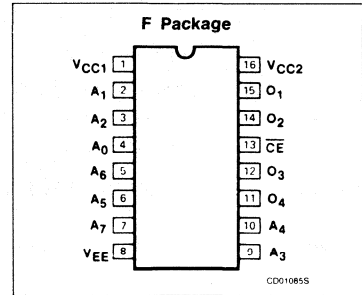 F Package
VCC1 1 16 VCC2
A1 2 15 O1
A2 3 14 O2
A0 4 13 C̅E̅
A6 5 12 O3
A5 6 11 O4
A7 7 10 A4
VEE 8 9 A3
CD01085S